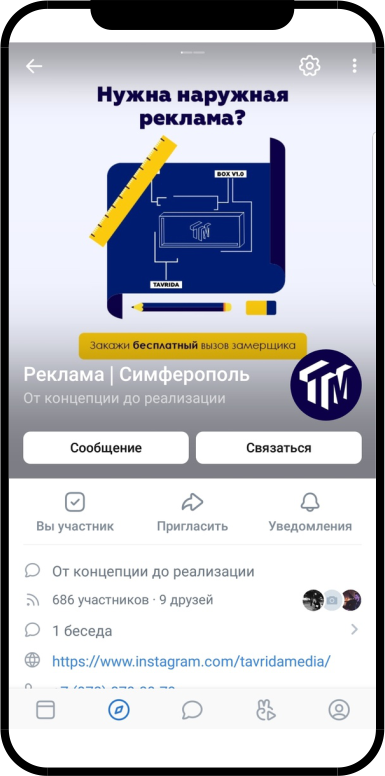 Нужна наружная
реклама?
BOX V1.0
TM
TAVRIDA
Закажи бесплатный вызов замерщика
Реклама | Симферополь
TM
От концепции до реализации
Сообщение
Связаться
Вы участник
Пригласить
Уведомления
От концепции до реализации
686 участников · 9 друзей
1 беседа
https://www.instagram.com/tavridamedia/